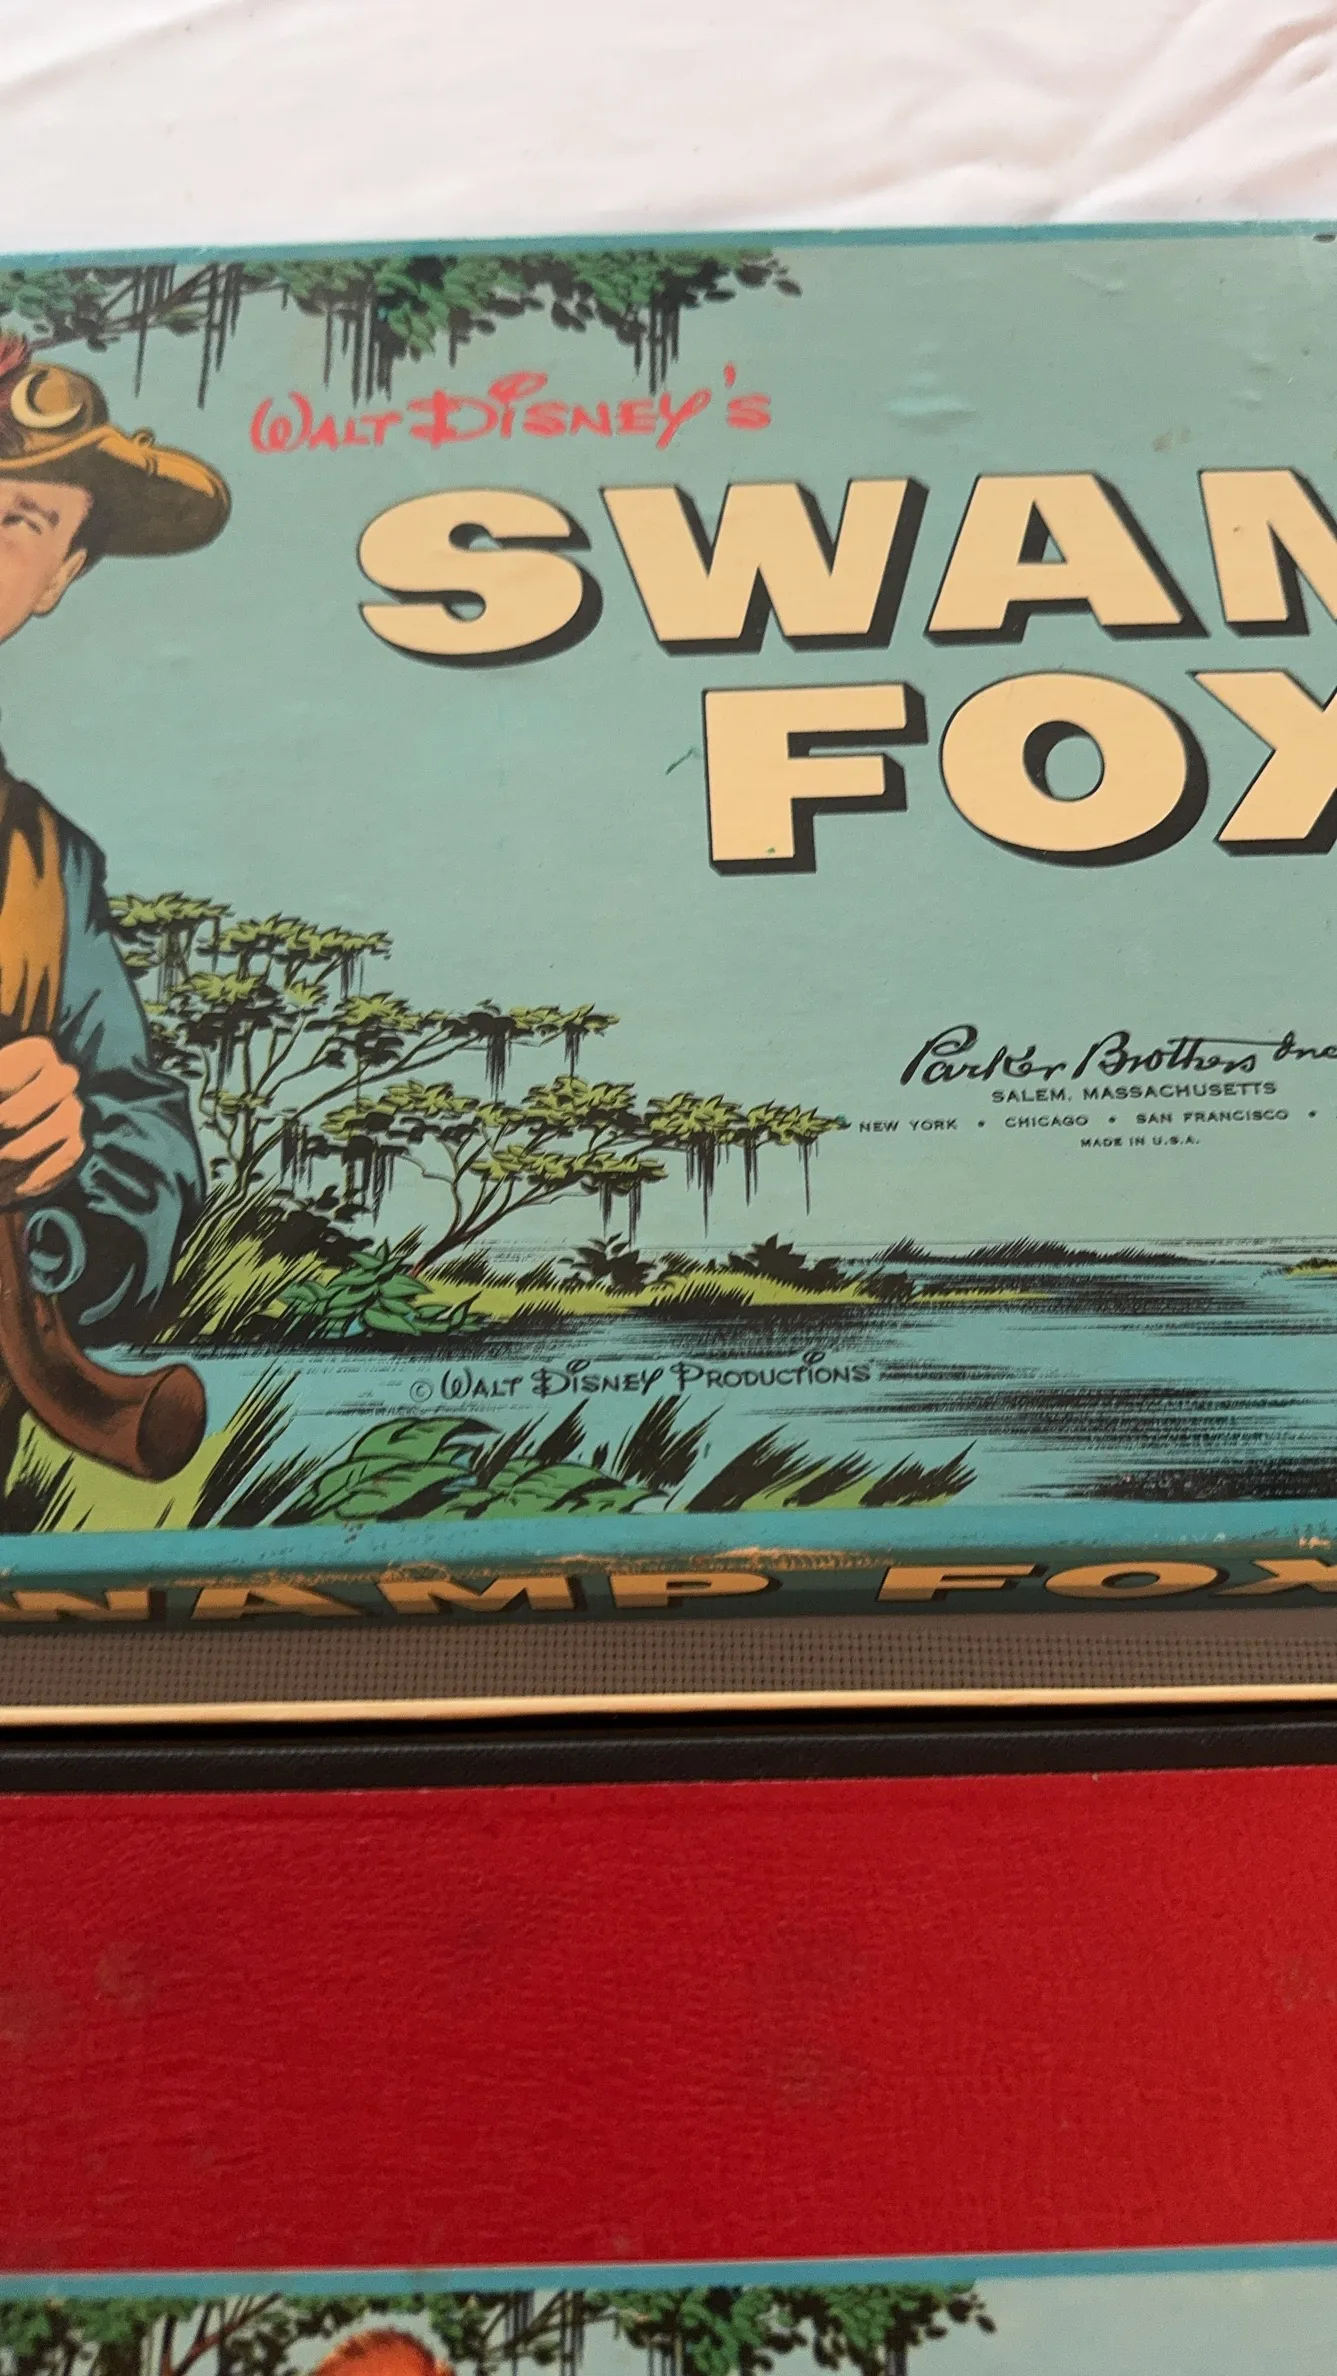 WALT DISNEY'S
SWAM
FOX
Parker Brothers Inc
SALEM, MASSACHUSETTS
NEW YORK • CHICAGO • SAN FRANCISCO •
MADE IN U.S.A.
© WALT DISNEY PRODUCTIONS
WAMP FOX